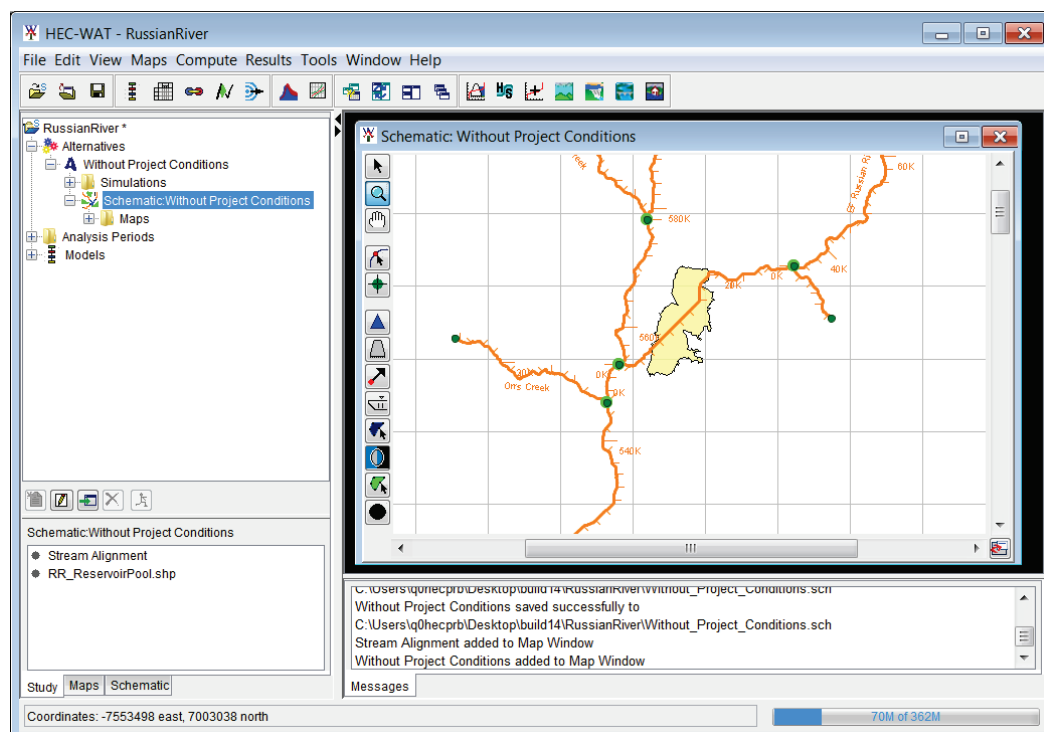 HEC-WAT - RussianRiver
File Edit View Maps Compute Results Tools Window Help
RussianRiver *
Alternatives
Without Project Conditions
Simulations
Schematic:Without Project Conditions
Maps
Analysis Periods
Models
Schematic:Without Project Conditions
Stream Alignment
RR_ReservoirPool.shp
Study Maps Schematic
Schematic: Without Project Conditions
Creek
60K
EF Russian
580K
40K
0K
20K
560K
0K
30K
Orrs Creek
0K
540K
C:\Users\q0hecprb\Desktop\build14\RussianRiver\Without_Project_Conditions.sch
Without Project Conditions saved successfully to
C:\Users\q0hecprb\Desktop\build14\RussianRiver\Without_Project_Conditions.sch
Stream Alignment added to Map Window
Without Project Conditions added to Map Window
Messages
Coordinates: -7553498 east, 7003038 north
70M of 362M